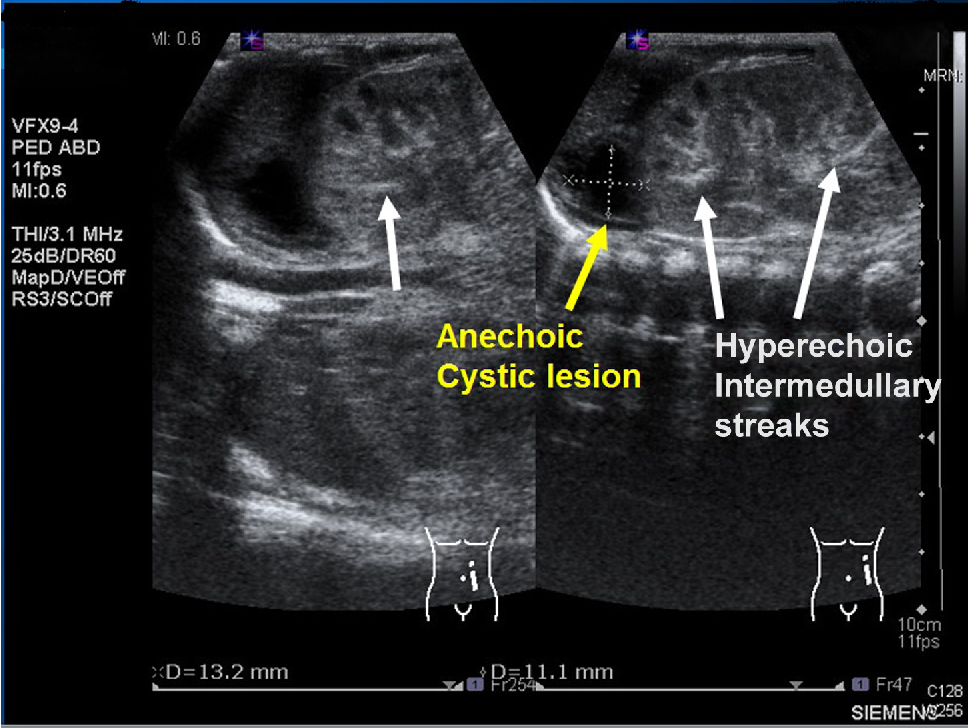 MI: 0.6
MRN:
VFX9-4
PED ABD
11fps
MI:0.6
THI/3.1 MHz
25dB/DR60
MapD/VEOff
RS3/SCOff
Anechoic
Cystic lesion
Hyperechoic
Intermedullary
streaks
10cm
11fps
D=13.2 mm
D=11.1 mm
1 Fr254
1 Fr47
C128
SIEMENS